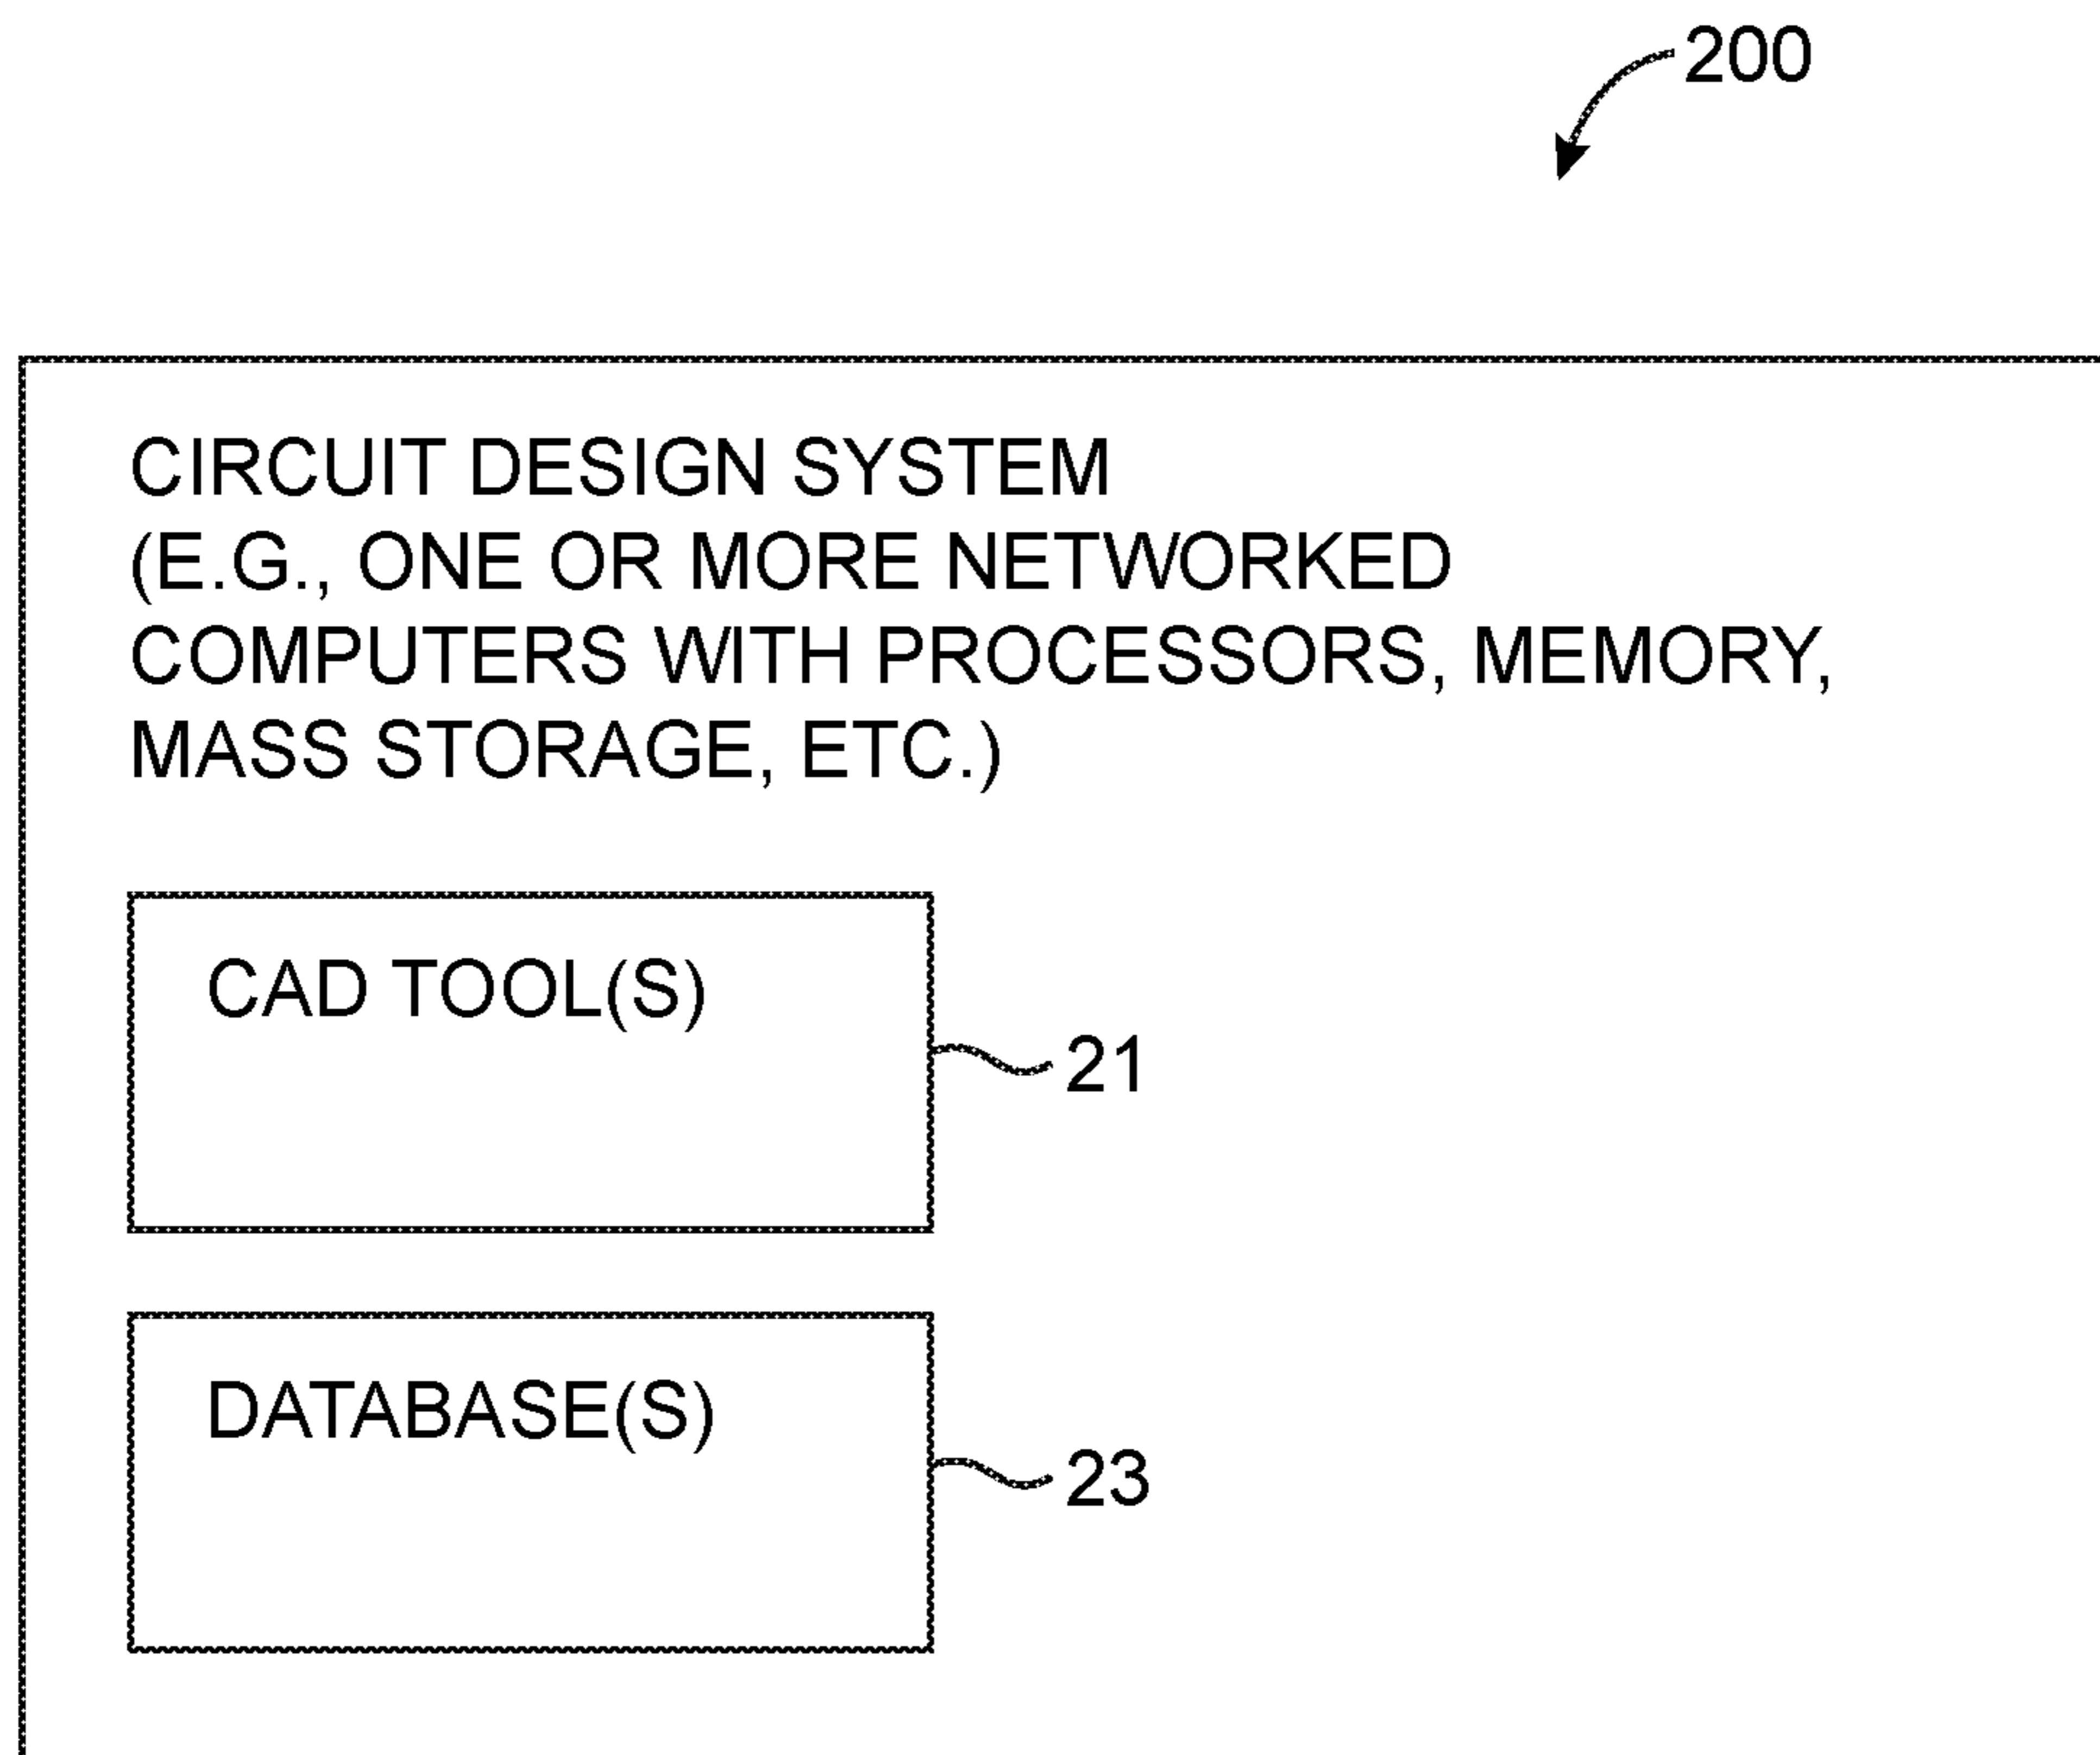 200
CIRCUIT DESIGN SYSTEM
(E.G., ONE OR MORE NETWORKED
COMPUTERS WITH PROCESSORS, MEMORY,
MASS STORAGE, ETC.)
CAD TOOL(S)
21
DATABASE(S)
23